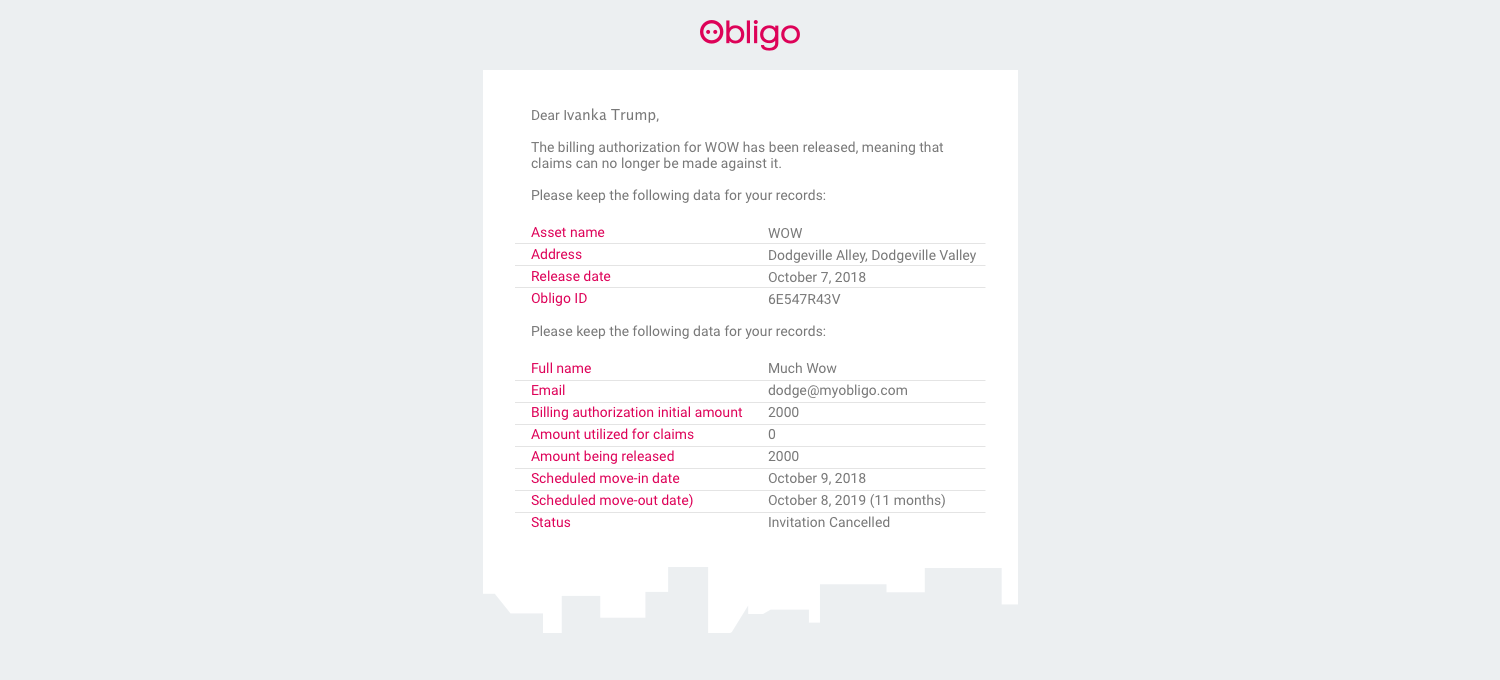 Obligo
Dear Ivanka Trump,
The billing authorization for WOW has been released, meaning that
claims can no longer be made against it.
Please keep the following data for your records:
Asset name WOW
Address Dodgeville Alley, Dodgeville Valley
Release date October 7, 2018
Obligo ID 6E547R43V
Please keep the following data for your records:
Full name Much Wow
Email dodge@myobligo.com
Billing authorization initial amount 2000
Amount utilized for claims 0
Amount being released 2000
Scheduled move-in date October 9, 2018
Scheduled move-out date) October 8, 2019 (11 months)
Status Invitation Cancelled